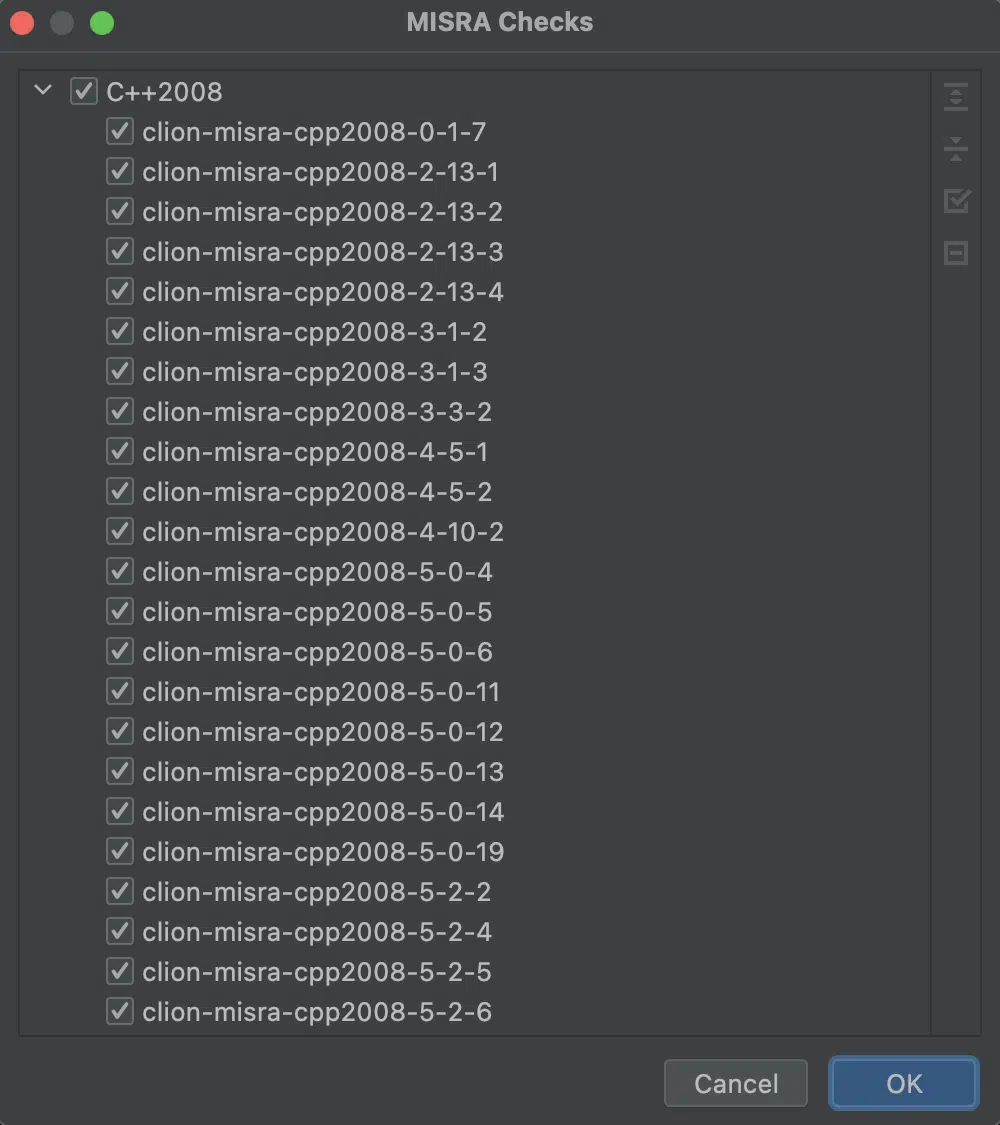 MISRA Checks
C++2008
clion-misra-cpp2008-0-1-7
clion-misra-cpp2008-2-13-1
clion-misra-cpp2008-2-13-2
clion-misra-cpp2008-2-13-3
clion-misra-cpp2008-2-13-4
clion-misra-cpp2008-3-1-2
clion-misra-cpp2008-3-1-3
clion-misra-cpp2008-3-3-2
clion-misra-cpp2008-4-5-1
clion-misra-cpp2008-4-5-2
clion-misra-cpp2008-4-10-2
clion-misra-cpp2008-5-0-4
clion-misra-cpp2008-5-0-5
clion-misra-cpp2008-5-0-6
clion-misra-cpp2008-5-0-11
clion-misra-cpp2008-5-0-12
clion-misra-cpp2008-5-0-13
clion-misra-cpp2008-5-0-14
clion-misra-cpp2008-5-0-19
clion-misra-cpp2008-5-2-2
clion-misra-cpp2008-5-2-4
clion-misra-cpp2008-5-2-5
clion-misra-cpp2008-5-2-6
Cancel OK